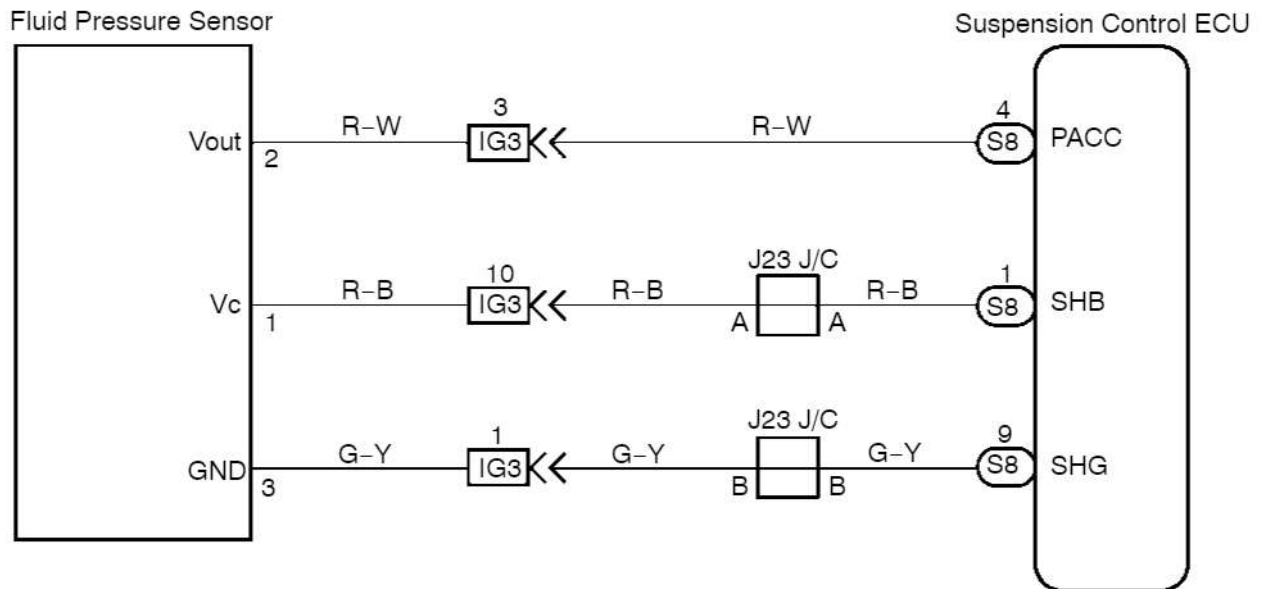 Fluid Pressure Sensor
Suspension Control ECU
Vout 2 R–W 3 IG3 R–W 4 S8 PACC
J23 J/C
Vc 1 R–B 10 IG3 R–B A A R–B 1 S8 SHB
J23 J/C
GND 3 G–Y 1 IG3 G–Y B B G–Y 9 S8 SHG